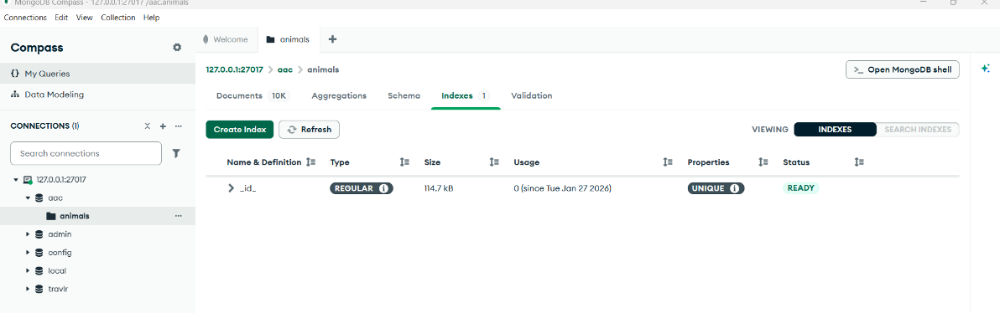 MongoDB Compass - 127.0.0.1:27017 /aac.animals
Connections Edit View Collection Help
Compass
Welcome
animals
My Queries
Data Modeling
CONNECTIONS (1)
Search connections
127.0.0.1:27017
aac
animals
admin
config
local
travlr
127.0.0.1:27017 > aac > animals
>_ Open MongoDB shell
Documents 10K Aggregations Schema Indexes 1 Validation
Create Index Refresh VIEWING INDEXES SEARCH INDEXES
Name & Definition Type Size Usage Properties Status
_id_ REGULAR 114.7 kB 0 (since Tue Jan 27 2026) UNIQUE READY